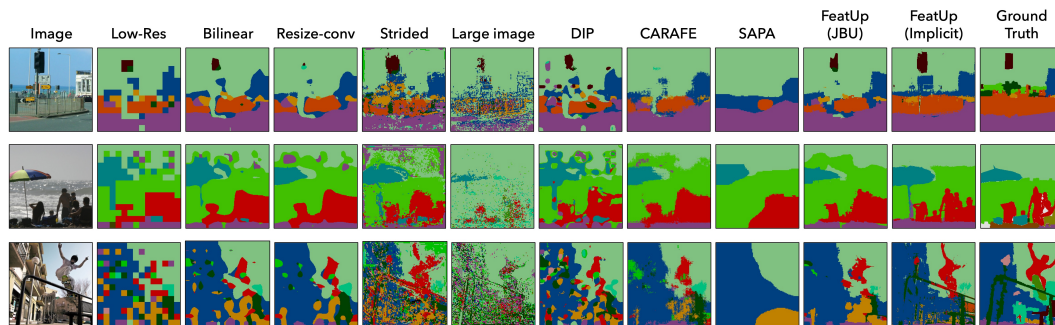 Image
Low-Res
Bilinear
Resize-conv
Strided
Large image
DIP
CARAFE
SAPA
FeatUp
(JBU)
FeatUp
(Implicit)
Ground
Truth